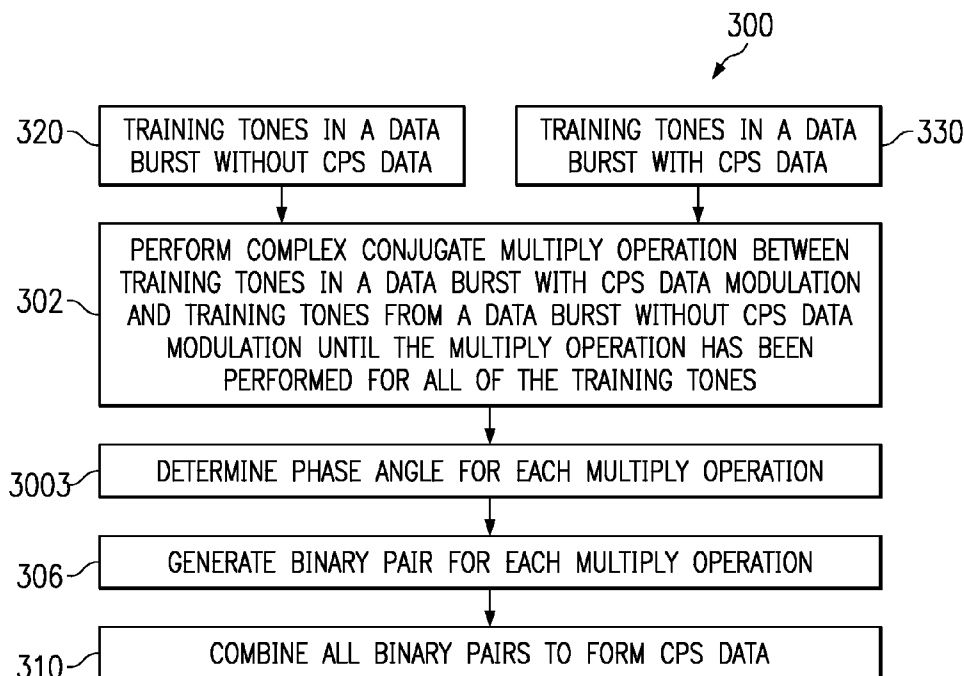 300
320
TRAINING TONES IN A DATA
BURST WITHOUT CPS DATA
TRAINING TONES IN A DATA
BURST WITH CPS DATA
330
302
PERFORM COMPLEX CONJUGATE MULTIPLY OPERATION BETWEEN
TRAINING TONES IN A DATA BURST WITH CPS DATA MODULATION
AND TRAINING TONES FROM A DATA BURST WITHOUT CPS DATA
MODULATION UNTIL THE MULTIPLY OPERATION HAS BEEN
PERFORMED FOR ALL OF THE TRAINING TONES
3003
DETERMINE PHASE ANGLE FOR EACH MULTIPLY OPERATION
306
GENERATE BINARY PAIR FOR EACH MULTIPLY OPERATION
310
COMBINE ALL BINARY PAIRS TO FORM CPS DATA